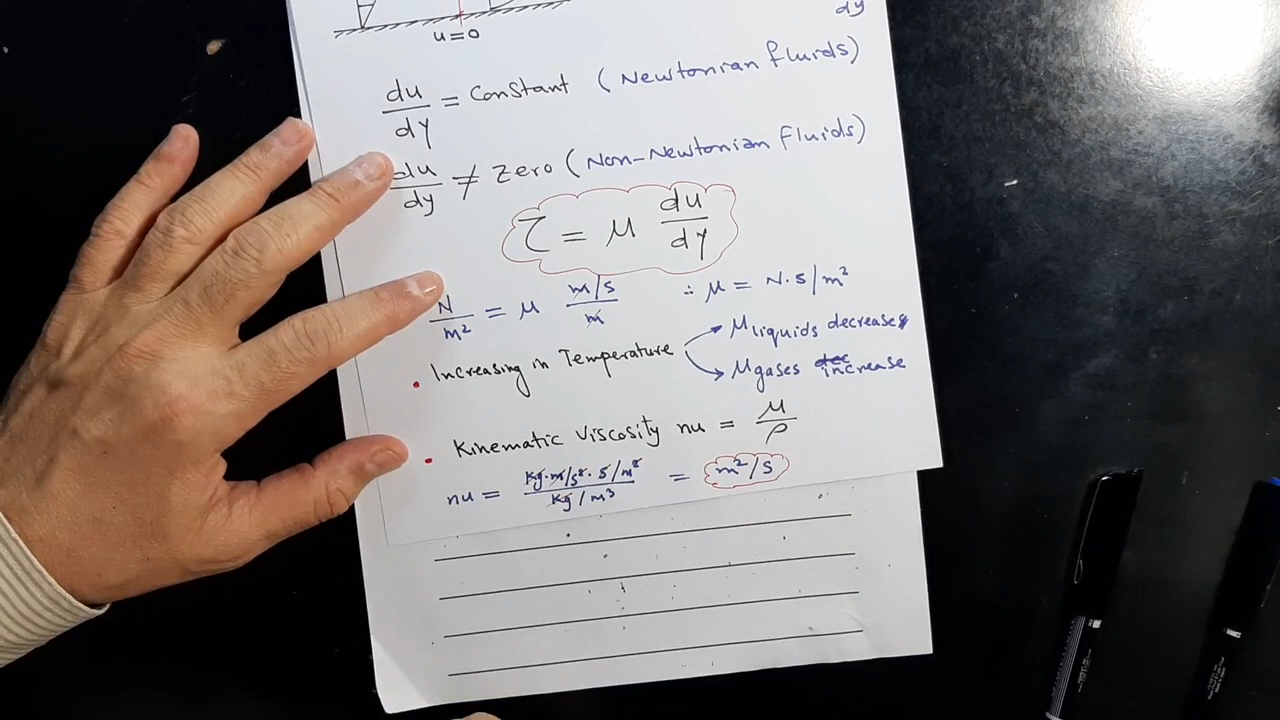 dy
u=0
du/dy = Constant (Newtonian fluids)
du/dy ≠ Zero (Non-Newtonian fluids)
τ = μ du/dy
N/m² = μ m/s/m ∴ μ = N·s/m²
• Increasing in Temperature
μ liquids decreases
μ gases dec increase
• Kinematic Viscosity nu = μ/ρ
nu = kg·m/s²·s/m²/kg/m³ = m²/s